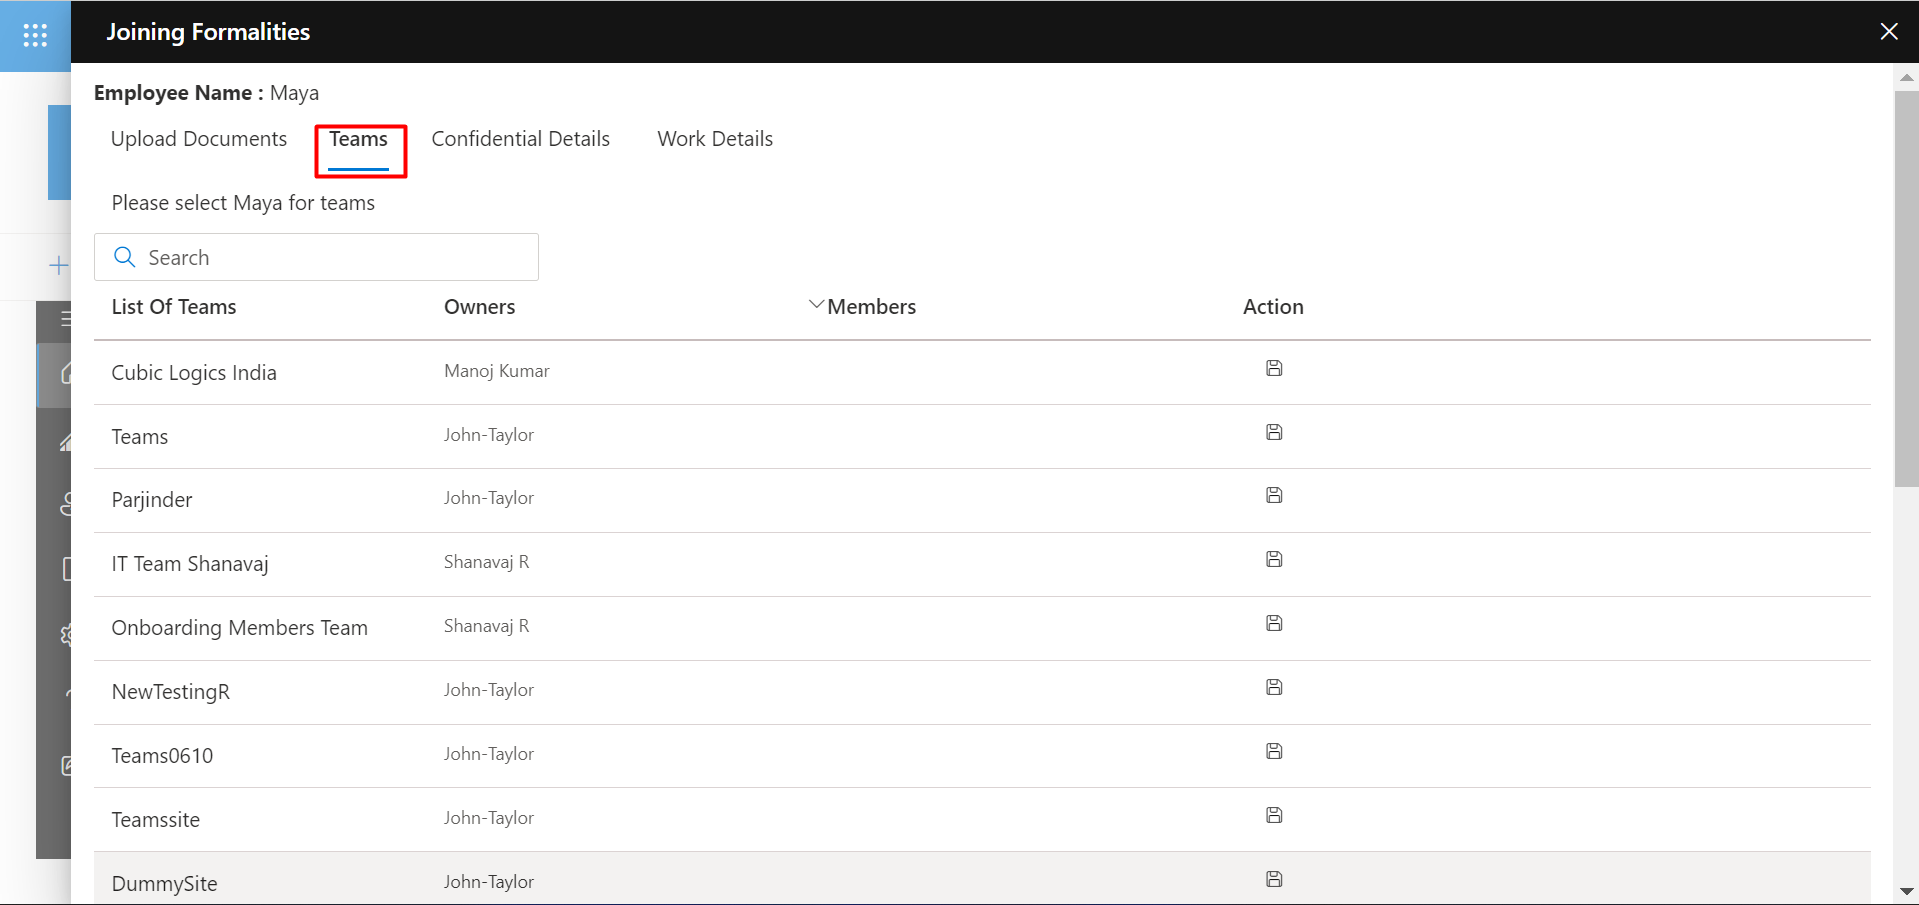 Joining Formalities
Employee Name : Maya
Upload Documents Teams Confidential Details Work Details
Please select Maya for teams
Search
List Of Teams Owners Members Action
Cubic Logics India Manoj Kumar
Teams John-Taylor
Parjinder John-Taylor
IT Team Shanavaj Shanavaj R
Onboarding Members Team Shanavaj R
NewTestingR John-Taylor
Teams0610 John-Taylor
Teamssite John-Taylor
DummySite John-Taylor